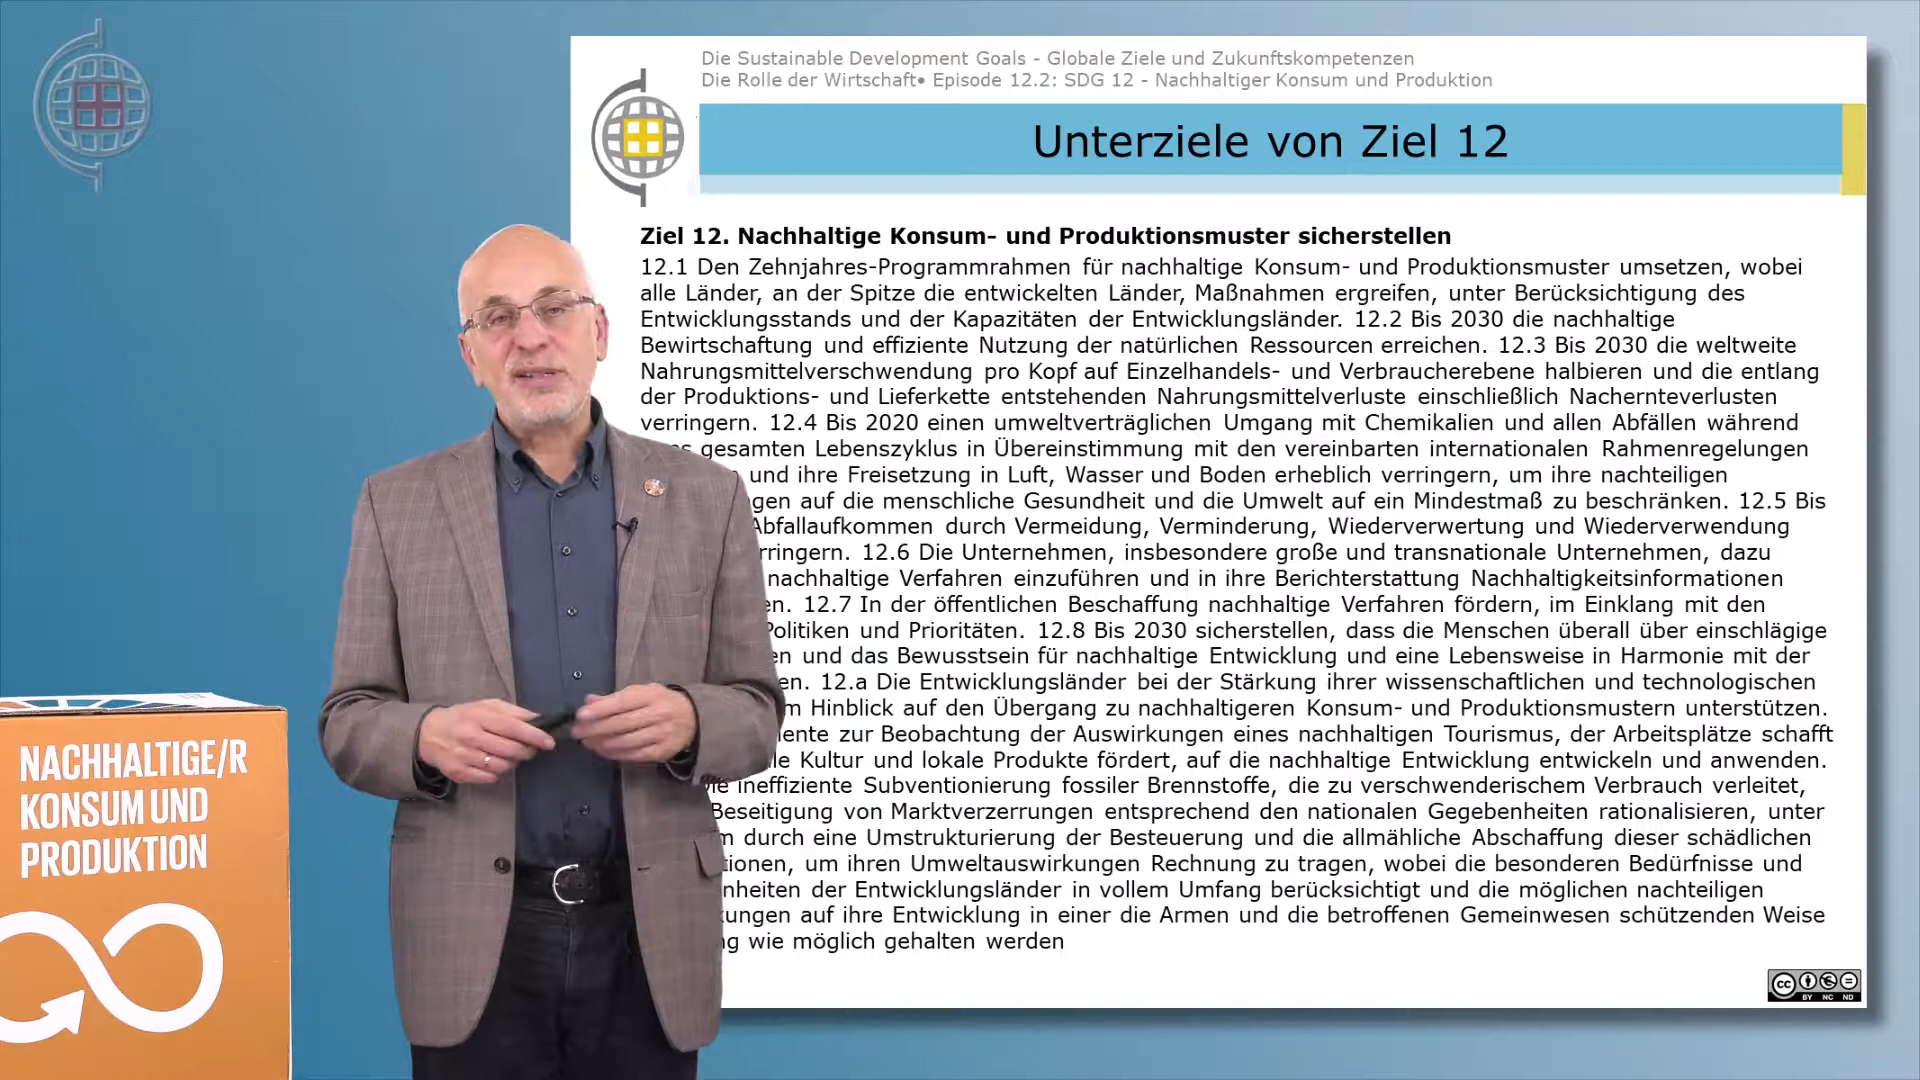 Die Sustainable Development Goals - Globale Ziele und Zukunftskompetenzen
Die Rolle der Wirtschaft• Episode 12.2: SDG 12 - Nachhaltiger Konsum und Produktion
Unterziele von Ziel 12
Ziel 12. Nachhaltige Konsum- und Produktionsmuster sicherstellen
12.1 Den Zehnjahres-Programmrahmen für nachhaltige Konsum- und Produktionsmuster umsetzen, wobei
alle Länder, an der Spitze die entwickelten Länder, Maßnahmen ergreifen, unter Berücksichtigung des
Entwicklungsstands und der Kapazitäten der Entwicklungsländer. 12.2 Bis 2030 die nachhaltige
Bewirtschaftung und effiziente Nutzung der natürlichen Ressourcen erreichen. 12.3 Bis 2030 die weltweite
Nahrungsmittelverschwendung pro Kopf auf Einzelhandels- und Verbraucherebene halbieren und die entlang
der Produktions- und Lieferkette entstehenden Nahrungsmittelverluste einschließlich Nachernteverlusten
verringern. 12.4 Bis 2020 einen umweltverträglichen Umgang mit Chemikalien und allen Abfällen während
gesamten Lebenszyklus in Übereinstimmung mit den vereinbarten internationalen Rahmenregelungen
und ihre Freisetzung in Luft, Wasser und Boden erheblich verringern, um ihre nachteiligen
gen auf die menschliche Gesundheit und die Umwelt auf ein Mindestmaß zu beschränken. 12.5 Bis
Abfallaufkommen durch Vermeidung, Verminderung, Wiederverwertung und Wiederverwendung
rringern. 12.6 Die Unternehmen, insbesondere große und transnationale Unternehmen, dazu
nachhaltige Verfahren einzuführen und in ihre Berichterstattung Nachhaltigkeitsinformationen
en. 12.7 In der öffentlichen Beschaffung nachhaltige Verfahren fördern, im Einklang mit den
Politiken und Prioritäten. 12.8 Bis 2030 sicherstellen, dass die Menschen überall über einschlägige
en und das Bewusstsein für nachhaltige Entwicklung und eine Lebensweise in Harmonie mit der
en. 12.a Die Entwicklungsländer bei der Stärkung ihrer wissenschaftlichen und technologischen
m Hinblick auf den Übergang zu nachhaltigeren Konsum- und Produktionsmustern unterstützen.
ente zur Beobachtung der Auswirkungen eines nachhaltigen Tourismus, der Arbeitsplätze schafft
le Kultur und lokale Produkte fördert, auf die nachhaltige Entwicklung entwickeln und anwenden.
ineffiziente Subventionierung fossiler Brennstoffe, die zu verschwenderischem Verbrauch verleitet,
Beseitigung von Marktverzerrungen entsprechend den nationalen Gegebenheiten rationalisieren, unter
m durch eine Umstrukturierung der Besteuerung und die allmähliche Abschaffung dieser schädlichen
tionen, um ihren Umweltauswirkungen Rechnung zu tragen, wobei die besonderen Bedürfnisse und
nheiten der Entwicklungsländer in vollem Umfang berücksichtigt und die möglichen nachteiligen
kungen auf ihre Entwicklung in einer die Armen und die betroffenen Gemeinwesen schützenden Weise
ng wie möglich gehalten werden
NACHHALTIGE/R
KONSUM UND
PRODUKTION
cc BY NC ND